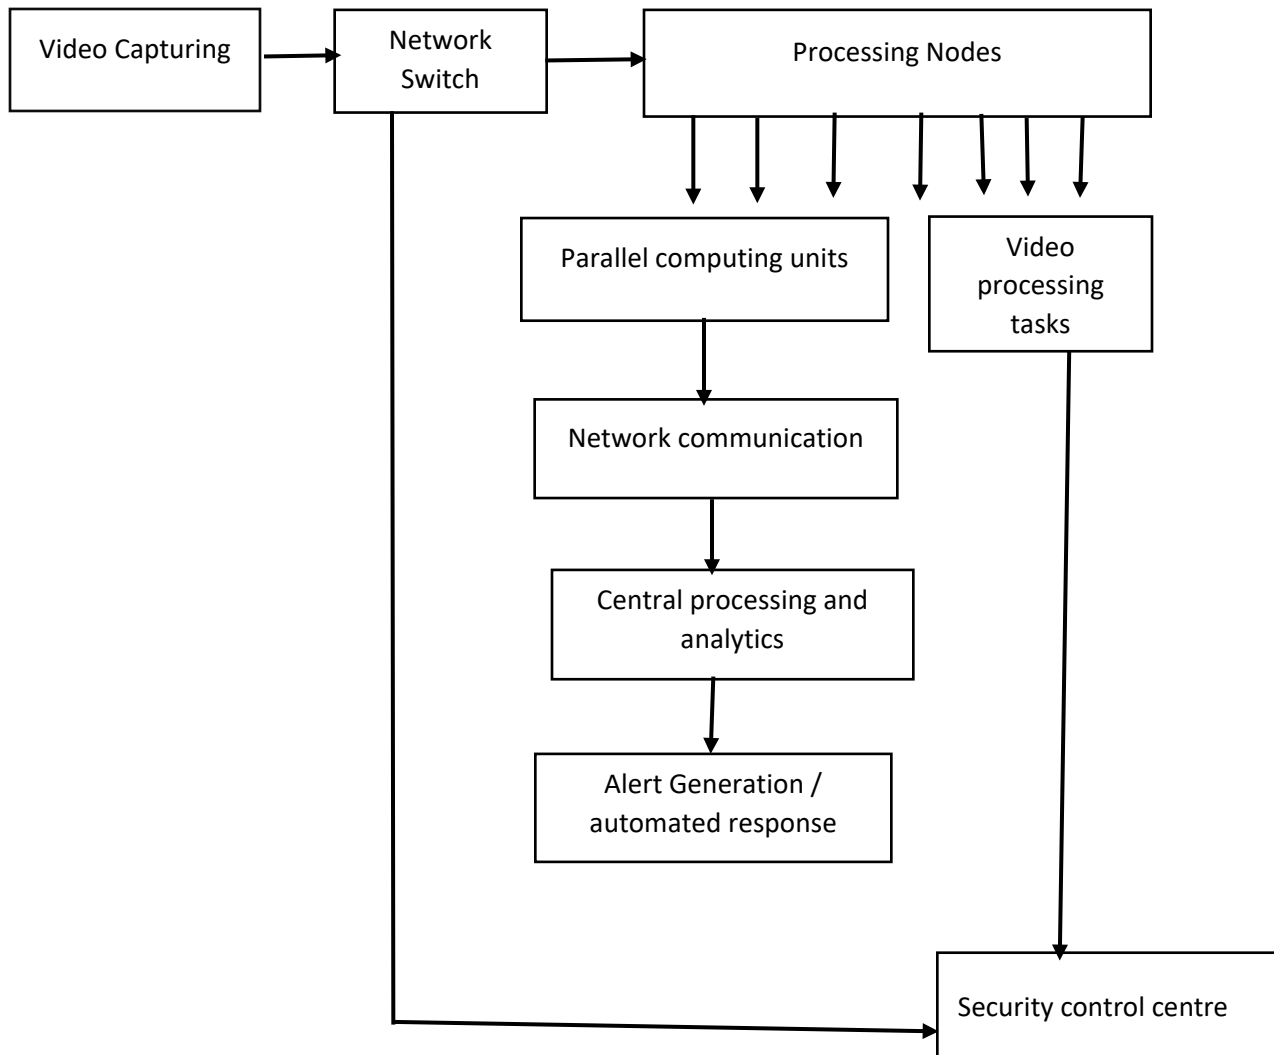 Video Capturing
Network
Switch
Processing Nodes
Parallel computing units
Video
processing
tasks
Network communication
Central processing and
analytics
Alert Generation /
automated response
Security control centre